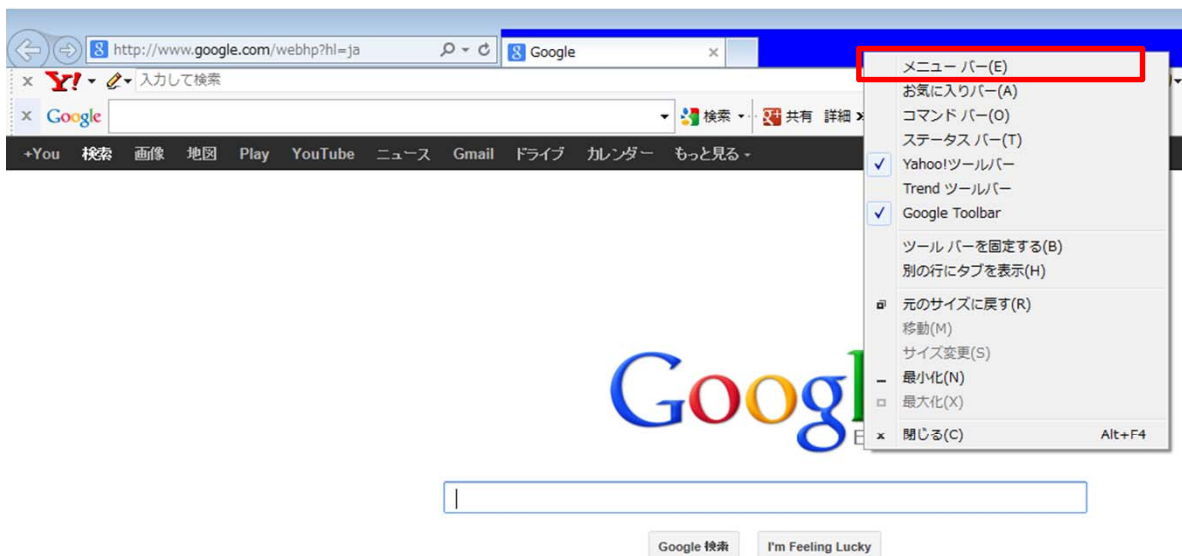 http://www.google.com/webhp?hl=ja
Google
入力して検索
Google
検索
共有
詳細
+You 検索 画像 地図 Play YouTube ニュース Gmail ドライブ カレンダー もっと見る
メニュー バー(E)
お気に入りバー(A)
コマンド バー(O)
ステータス バー(T)
Yahoo!ツールバー
Trend ツールバー
Google Toolbar
ツール バーを固定する(B)
別の行にタブを表示(H)
元のサイズに戻す(R)
移動(M)
サイズ変更(S)
最小化(N)
最大化(X)
閉じる(C) Alt+F4
Goog
Google 検索
I'm Feeling Lucky